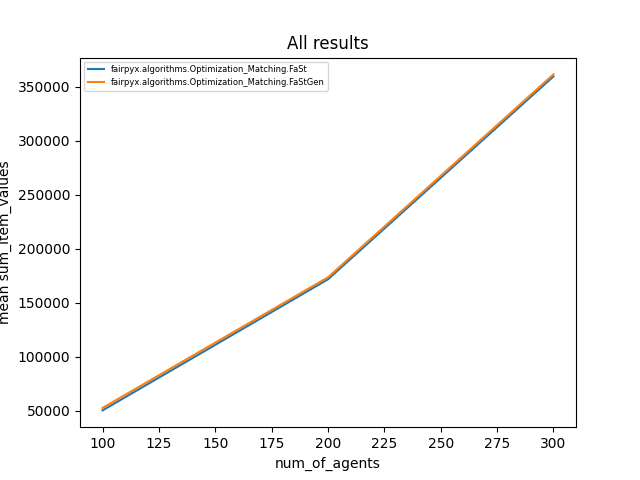 All results
fairpyx.algorithms.Optimization_Matching.FaSt
fairpyx.algorithms.Optimization_Matching.FaStGen
350000
300000
250000
200000
150000
100000
50000
mean sum_item_values
100 125 150 175 200 225 250 275 300
num_of_agents